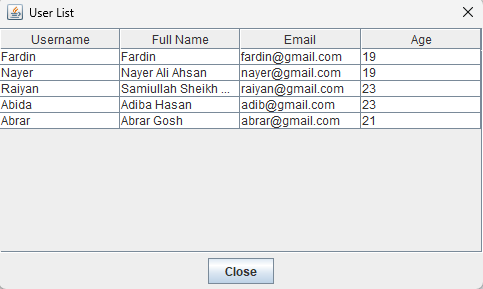 User List
Username Full Name Email Age
Fardin Fardin fardin@gmail.com 19
Nayer Nayer Ali Ahsan nayer@gmail.com 19
Raiyan Samiullah Sheikh ... raiyan@gmail.com 23
Abida Adiba Hasan adib@gmail.com 23
Abrar Abrar Gosh abrar@gmail.com 21
Close